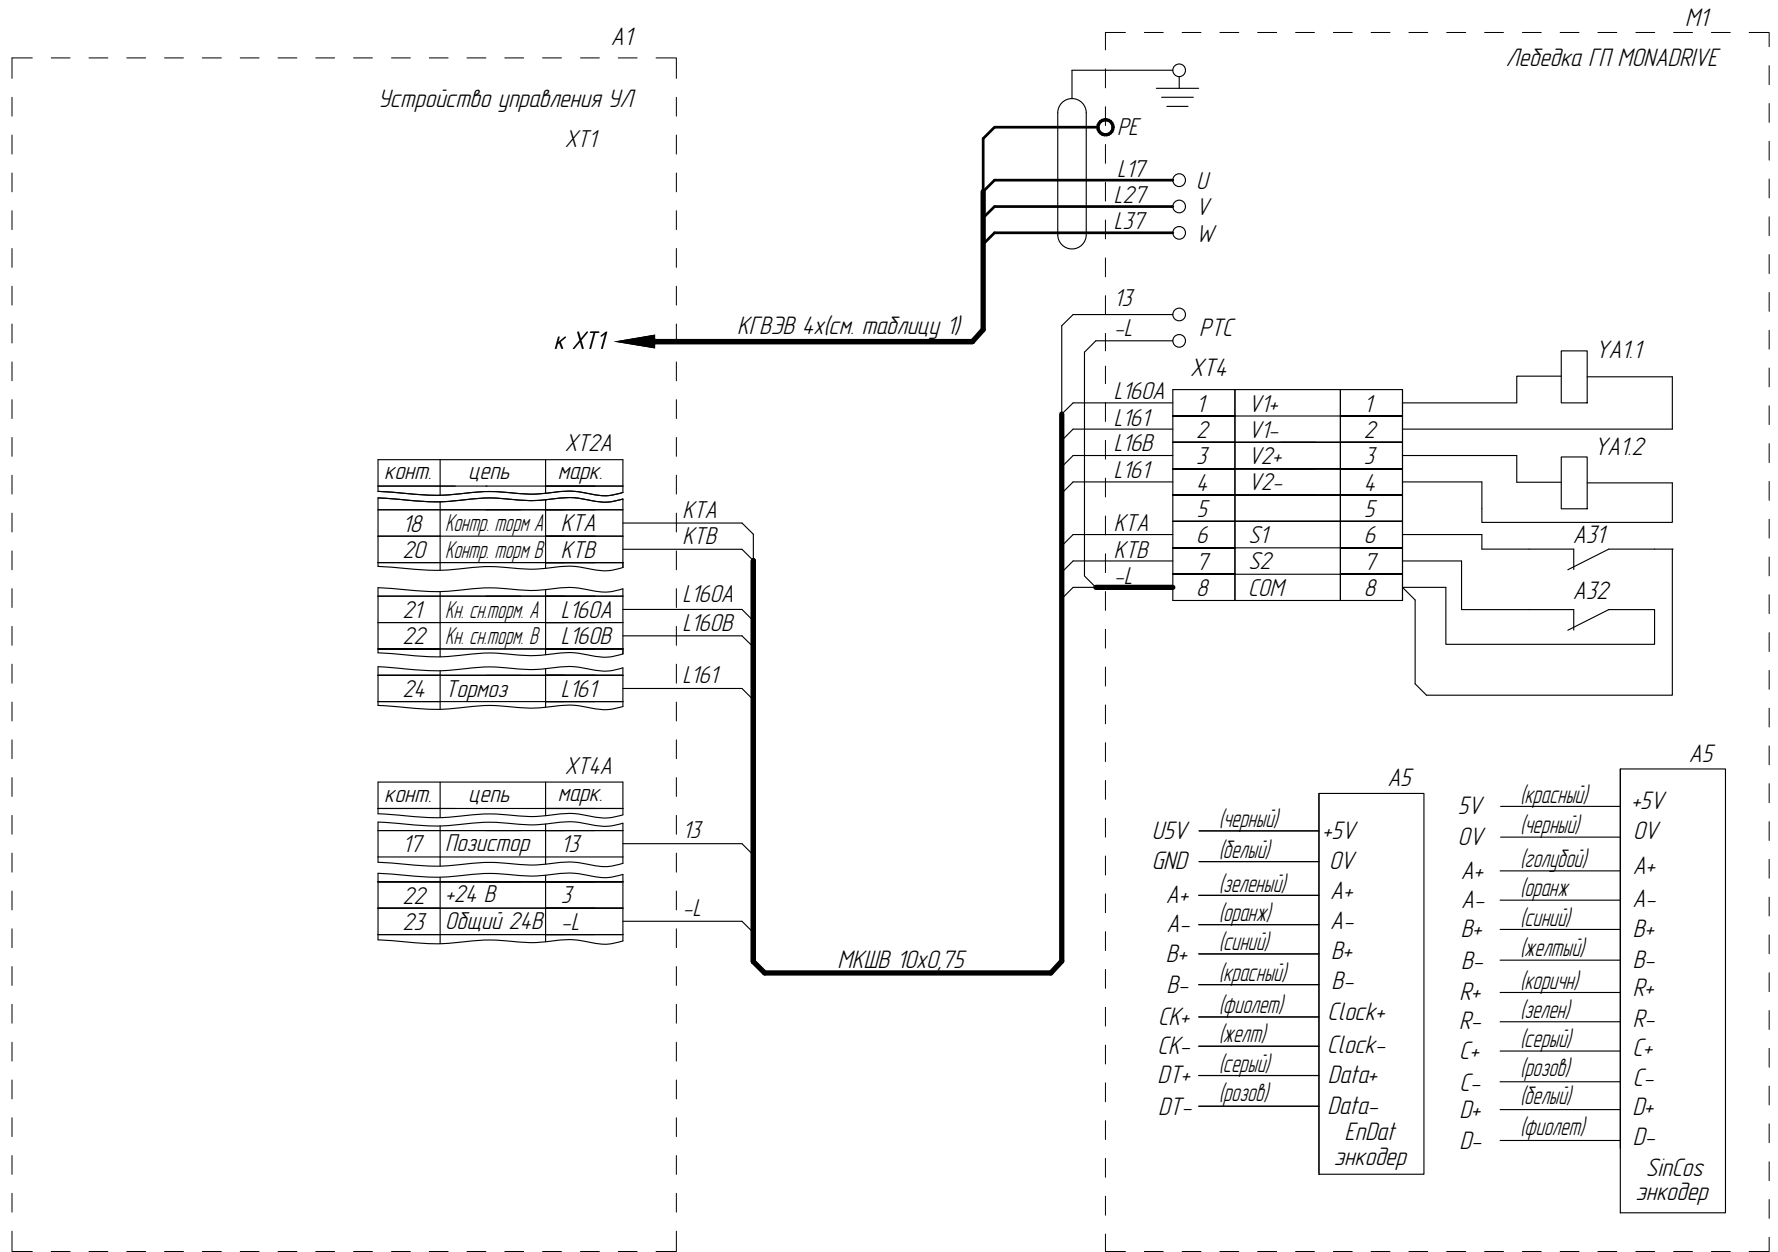 A1
Устройство управления УЛ
XT1
M1
Лебедка ГП MONADRIVE
PE
L17 U
L27 V
L37 W
КГВЭВ 4x(см. таблицу 1)
к XT1
13
-L
PTC
XT4
L160A 1 V1+ 1
L161 2 V1- 2
L16B 3 V2+ 3
L161 4 V2- 4
5 5
KTA 6 S1 6
KTB 7 S2 7
-L 8 COM 8
YA1.1
YA1.2
A31
A32
XT2A
конт. цепь марк.
18 Контр. торм A KTA KTA
20 Контр. торм B KTB KTB
21 Кн. сн.торм. A L160A L160A
22 Кн. сн.торм. B L160B L160B
24 Тормоз L161 L161
XT4A
конт. цепь марк.
17 Позистор 13 13
22 +24 В 3
23 Общий 24В -L -L
МКШВ 10x0,75
A5
U5V (черный) +5V
GND (белый) 0V
A+ (зеленый) A+
A- (оранж) A-
B+ (синий) B+
B- (красный) B-
CK+ (фиолет) Clock+
CK- (желт) Clock-
DT+ (серый) Data+
DT- (розов) Data-
EnDat
энкодер
A5
5V (красный) +5V
0V (черный) 0V
A+ (голубой) A+
A- (оранж A-
B+ (синий) B+
B- (желтый) B-
R+ (коричн) R+
R- (зелен) R-
C+ (серый) C+
C- (розов) C-
D+ (белый) D+
D- (фиолет) D-
SinCos
энкодер